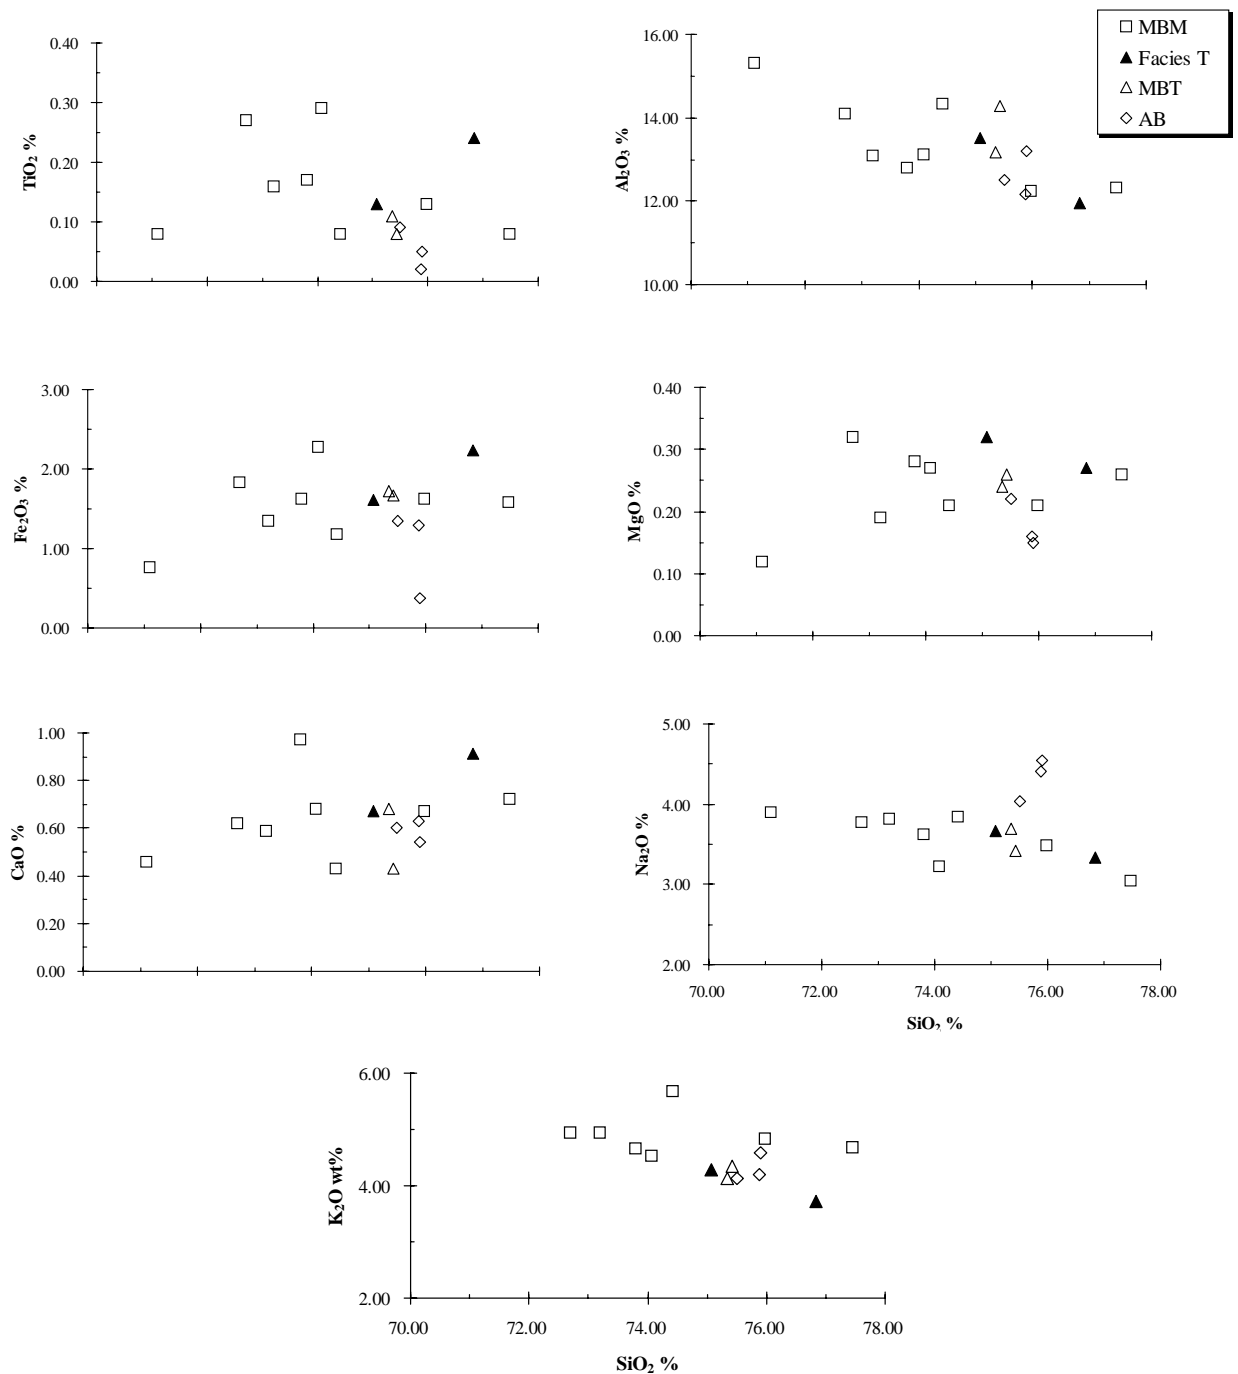 MBM
Facies T
MBT
AB
0.40
0.30
0.20
0.10
0.00
TiO₂ %
16.00
14.00
12.00
10.00
Al₂O₃ %
3.00
2.00
1.00
0.00
Fe₂O₃ %
0.40
0.30
0.20
0.10
0.00
MgO %
1.00
0.80
0.60
0.40
0.20
0.00
CaO %
5.00
4.00
3.00
2.00
Na₂O %
70.00 72.00 74.00 76.00 78.00
SiO₂ %
6.00
4.00
2.00
K₂O wt%
70.00 72.00 74.00 76.00 78.00
SiO₂ %